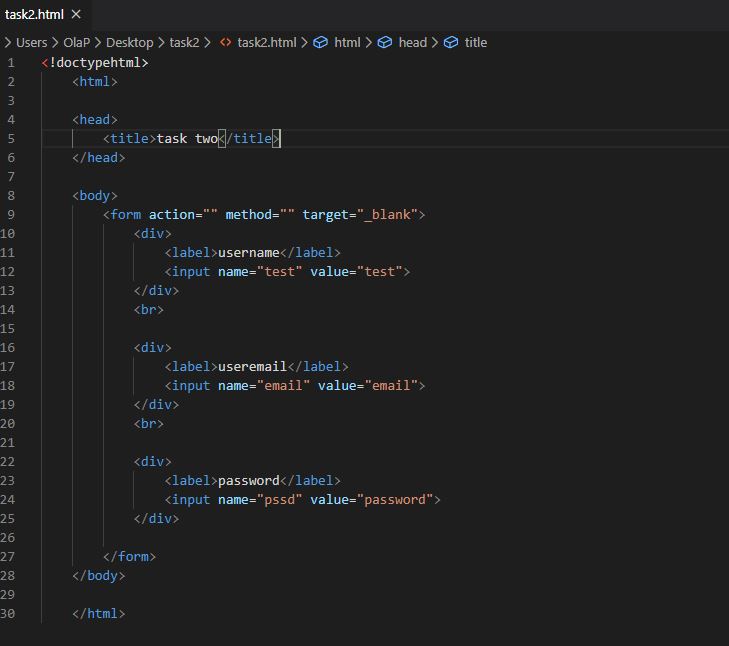 task2.html ×
> Users > OlaP > Desktop > task2 > <> task2.html > html > head > title
1 <!doctypehtml>
2     <html>
3
4     <head>
5         <title>task two</title>
6     </head>
7
8     <body>
9         <form action="" method="" target="_blank">
10             <div>
11                 <label>username</label>
12                 <input name="test" value="test">
13             </div>
14             <br>
15
16             <div>
17                 <label>useremail</label>
18                 <input name="email" value="email">
19             </div>
20             <br>
21
22             <div>
23                 <label>password</label>
24                 <input name="pssd" value="password">
25             </div>
26
27         </form>
28     </body>
29
30     </html>